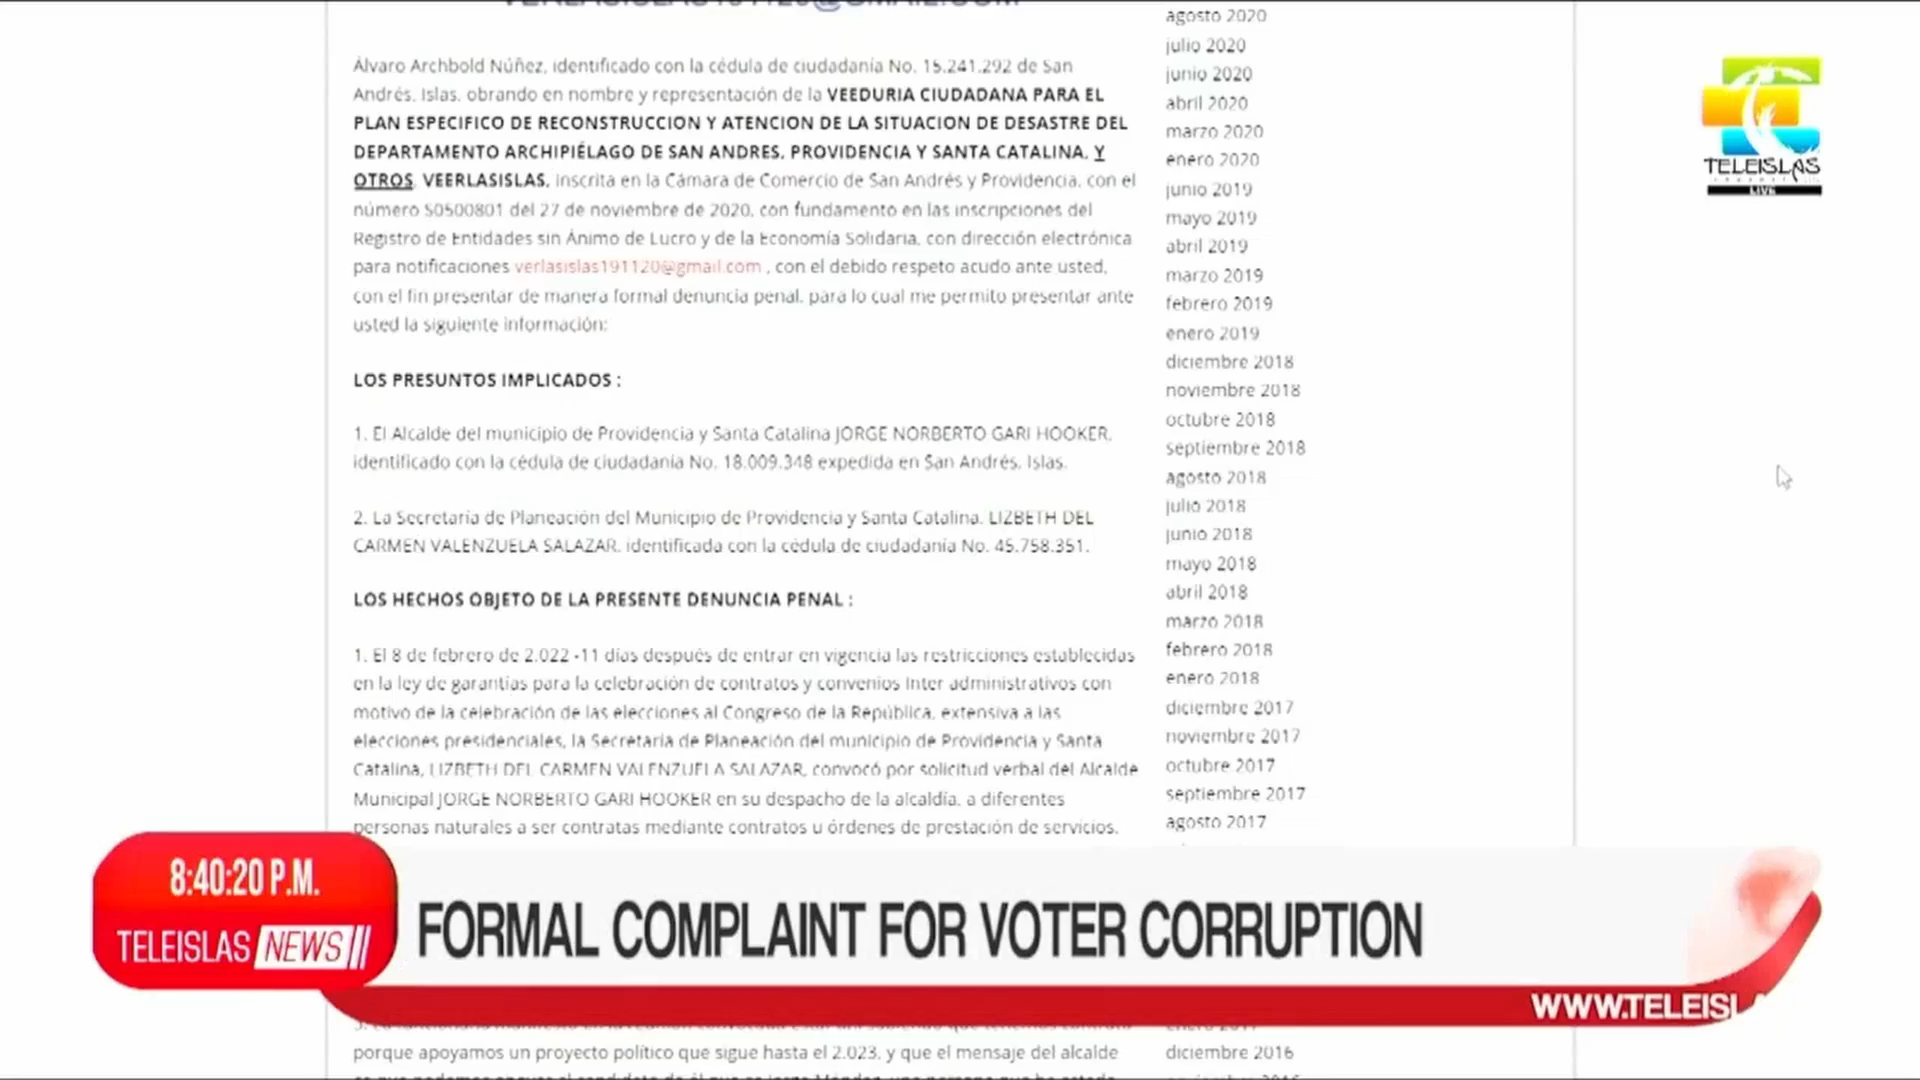 Álvaro Archbold Núñez, identificado con la cédula de ciudadanía No. 15.241.292 de San
Andrés. Islas. obrando en nombre y representación de la VEEDURIA CIUDADANA PARA EL
PLAN ESPECIFICO DE RECONSTRUCCION Y ATENCION DE LA SITUACION DE DESASTRE DEL
DEPARTAMENTO ARCHIPIÉLAGO DE SAN ANDRES, PROVIDENCIA Y SANTA CATALINA, Y
OTROS, VEERLASISLAS, inscrita en la Cámara de Comercio de San Andrés y Providencia, con el
número S0500801 del 27 de noviembre de 2020, con fundamento en las inscripciones del
Registro de Entidades sin Ánimo de Lucro y de la Economía Solidaria, con dirección electrónica
para notificaciones verlasislas191120@gmail.com , con el debido respeto acudo ante usted,
con el fin presentar de manera formal denuncia penal, para lo cual me permito presentar ante
usted la siguiente información:
LOS PRESUNTOS IMPLICADOS :
1. El Alcalde del municipio de Providencia y Santa Catalina JORGE NORBERTO GARI HOOKER,
identificado con la cédula de ciudadanía No. 18.009.348 expedida en San Andrés, Islas.
2. La Secretaría de Planeación del Municipio de Providencia y Santa Catalina, LIZBETH DEL
CARMEN VALENZUELA SALAZAR, identificada con la cédula de ciudadanía No. 45.758.351.
LOS HECHOS OBJETO DE LA PRESENTE DENUNCIA PENAL :
1. El 8 de febrero de 2.022 -11 días después de entrar en vigencia las restricciones establecidas
en la ley de garantías para la celebración de contratos y convenios Inter administrativos con
motivo de la celebración de las elecciones al Congreso de la República, extensiva a las
elecciones presidenciales, la Secretaría de Planeación del municipio de Providencia y Santa
Catalina, LIZBETH DEL CARMEN VALENZUELA SALAZAR, convocó por solicitud verbal del Alcalde
Municipal JORGE NORBERTO GARI HOOKER en su despacho de la alcaldía, a diferentes
personas naturales a ser contratas mediante contratos u órdenes de prestación de servicios.
porque apoyamos un proyecto político que sigue hasta el 2.023, y que el mensaje del alcalde
agosto 2020
julio 2020
junio 2020
abril 2020
marzo 2020
enero 2020
junio 2019
mayo 2019
abril 2019
marzo 2019
febrero 2019
enero 2019
diciembre 2018
noviembre 2018
octubre 2018
septiembre 2018
agosto 2018
julio 2018
junio 2018
mayo 2018
abril 2018
marzo 2018
febrero 2018
enero 2018
diciembre 2017
noviembre 2017
octubre 2017
septiembre 2017
agosto 2017
diciembre 2016
TELEISLAS
LIVE
8:40:20 P.M.
TELEISLAS NEWS
FORMAL COMPLAINT FOR VOTER CORRUPTION
WWW.TELEISL